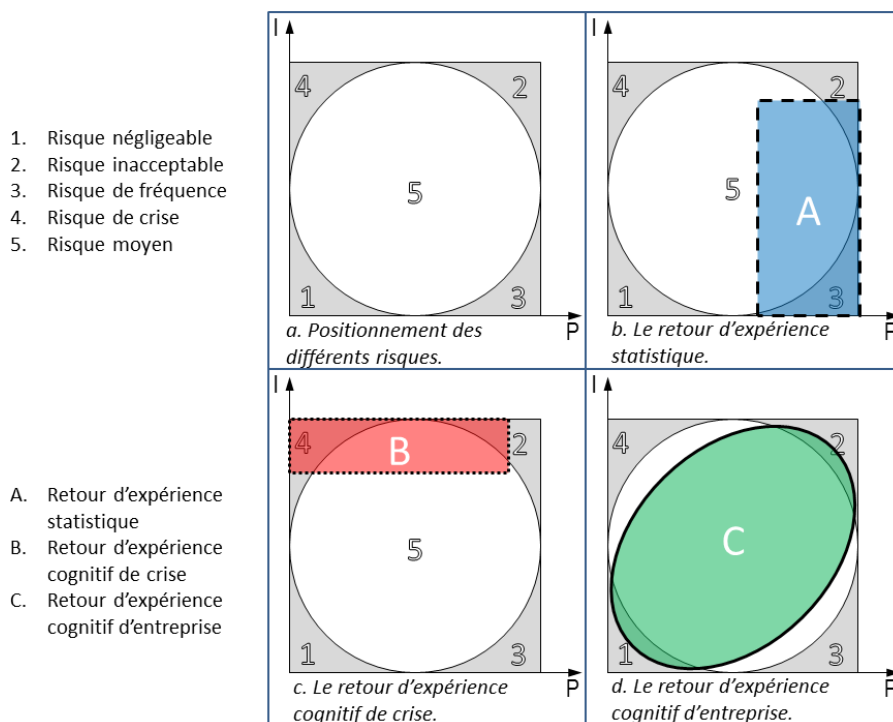 1. Risque négligeable
2. Risque inacceptable
3. Risque de fréquence
4. Risque de crise
5. Risque moyen
I
4
2
5
1
3
P
a. Positionnement des
différents risques.
I
4
2
5
A
1
3
P
b. Le retour d'expérience
statistique.
A. Retour d'expérience
statistique
B. Retour d'expérience
cognitif de crise
C. Retour d'expérience
cognitif d'entreprise
I
4
B
2
5
1
3
P
c. Le retour d'expérience
cognitif de crise.
I
4
2
C
1
3
P
d. Le retour d'expérience
cognitif d'entreprise.